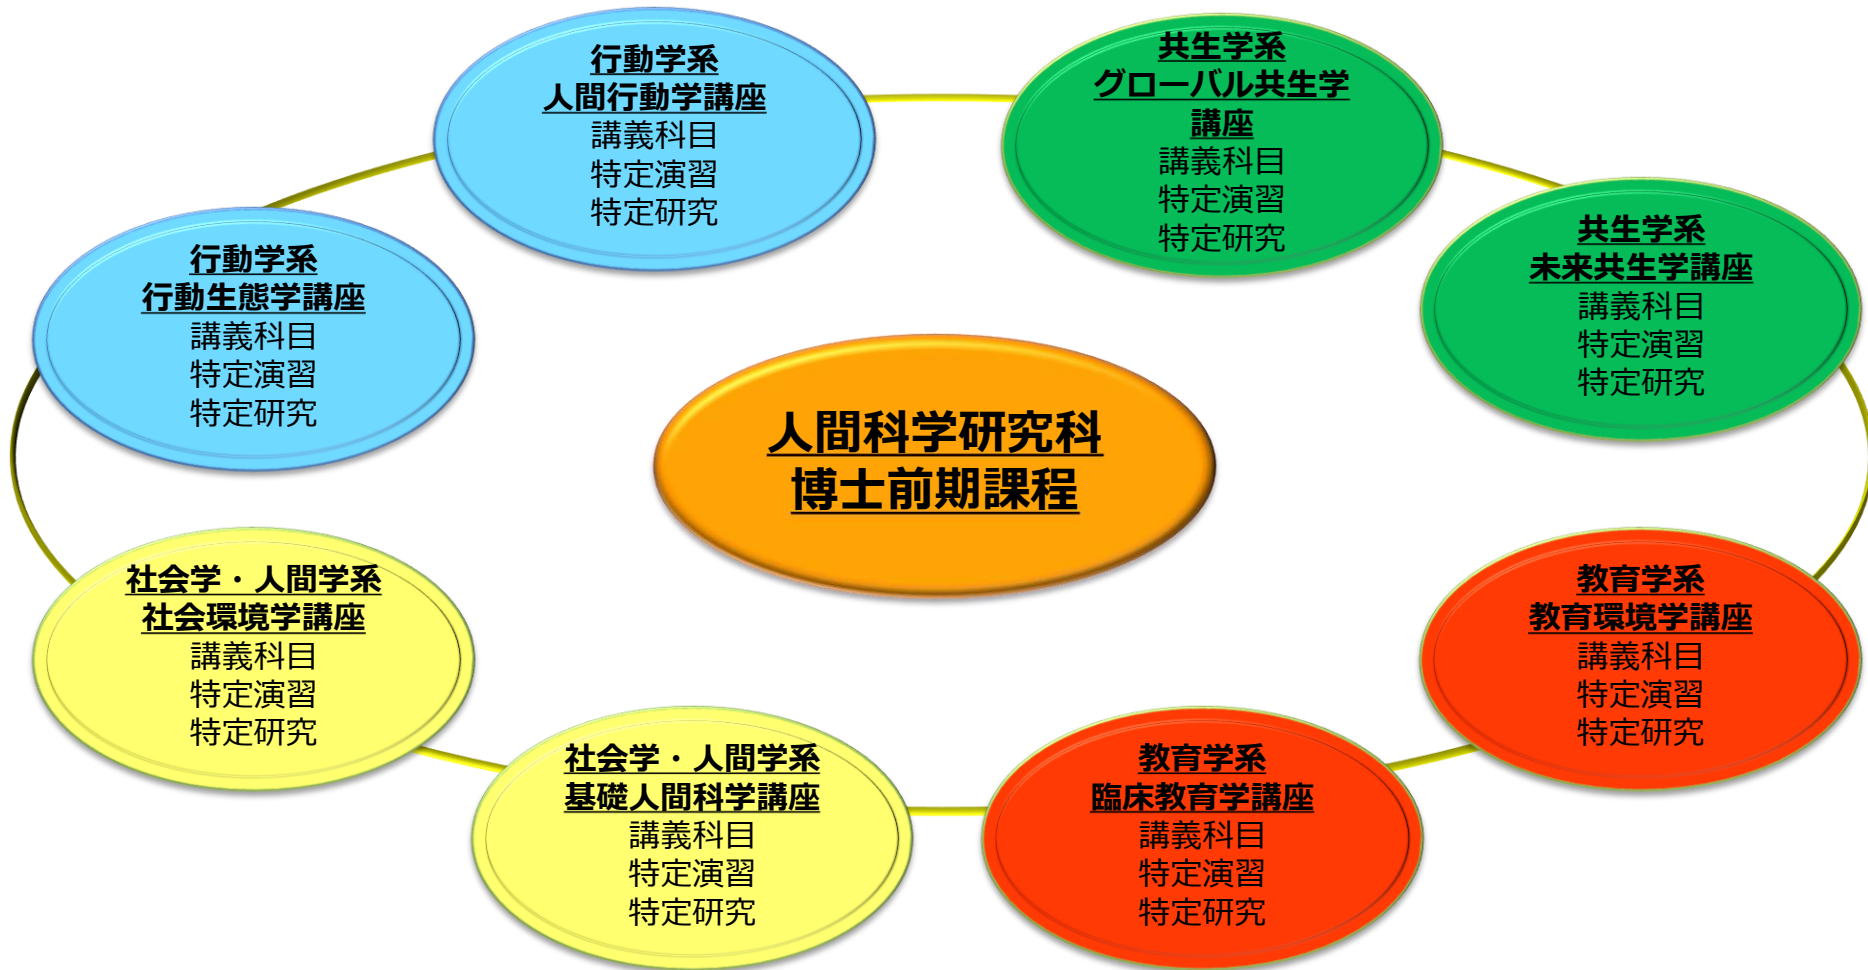 行動学系
人間行動学講座
講義科目
特定演習
特定研究
共生学系
グローバル共生学
講座
講義科目
特定演習
特定研究
行動学系
行動生態学講座
講義科目
特定演習
特定研究
共生学系
未来共生学講座
講義科目
特定演習
特定研究
人間科学研究科
博士前期課程
社会学・人間学系
社会環境学講座
講義科目
特定演習
特定研究
教育学系
教育環境学講座
講義科目
特定演習
特定研究
社会学・人間学系
基礎人間科学講座
講義科目
特定演習
特定研究
教育学系
臨床教育学講座
講義科目
特定演習
特定研究